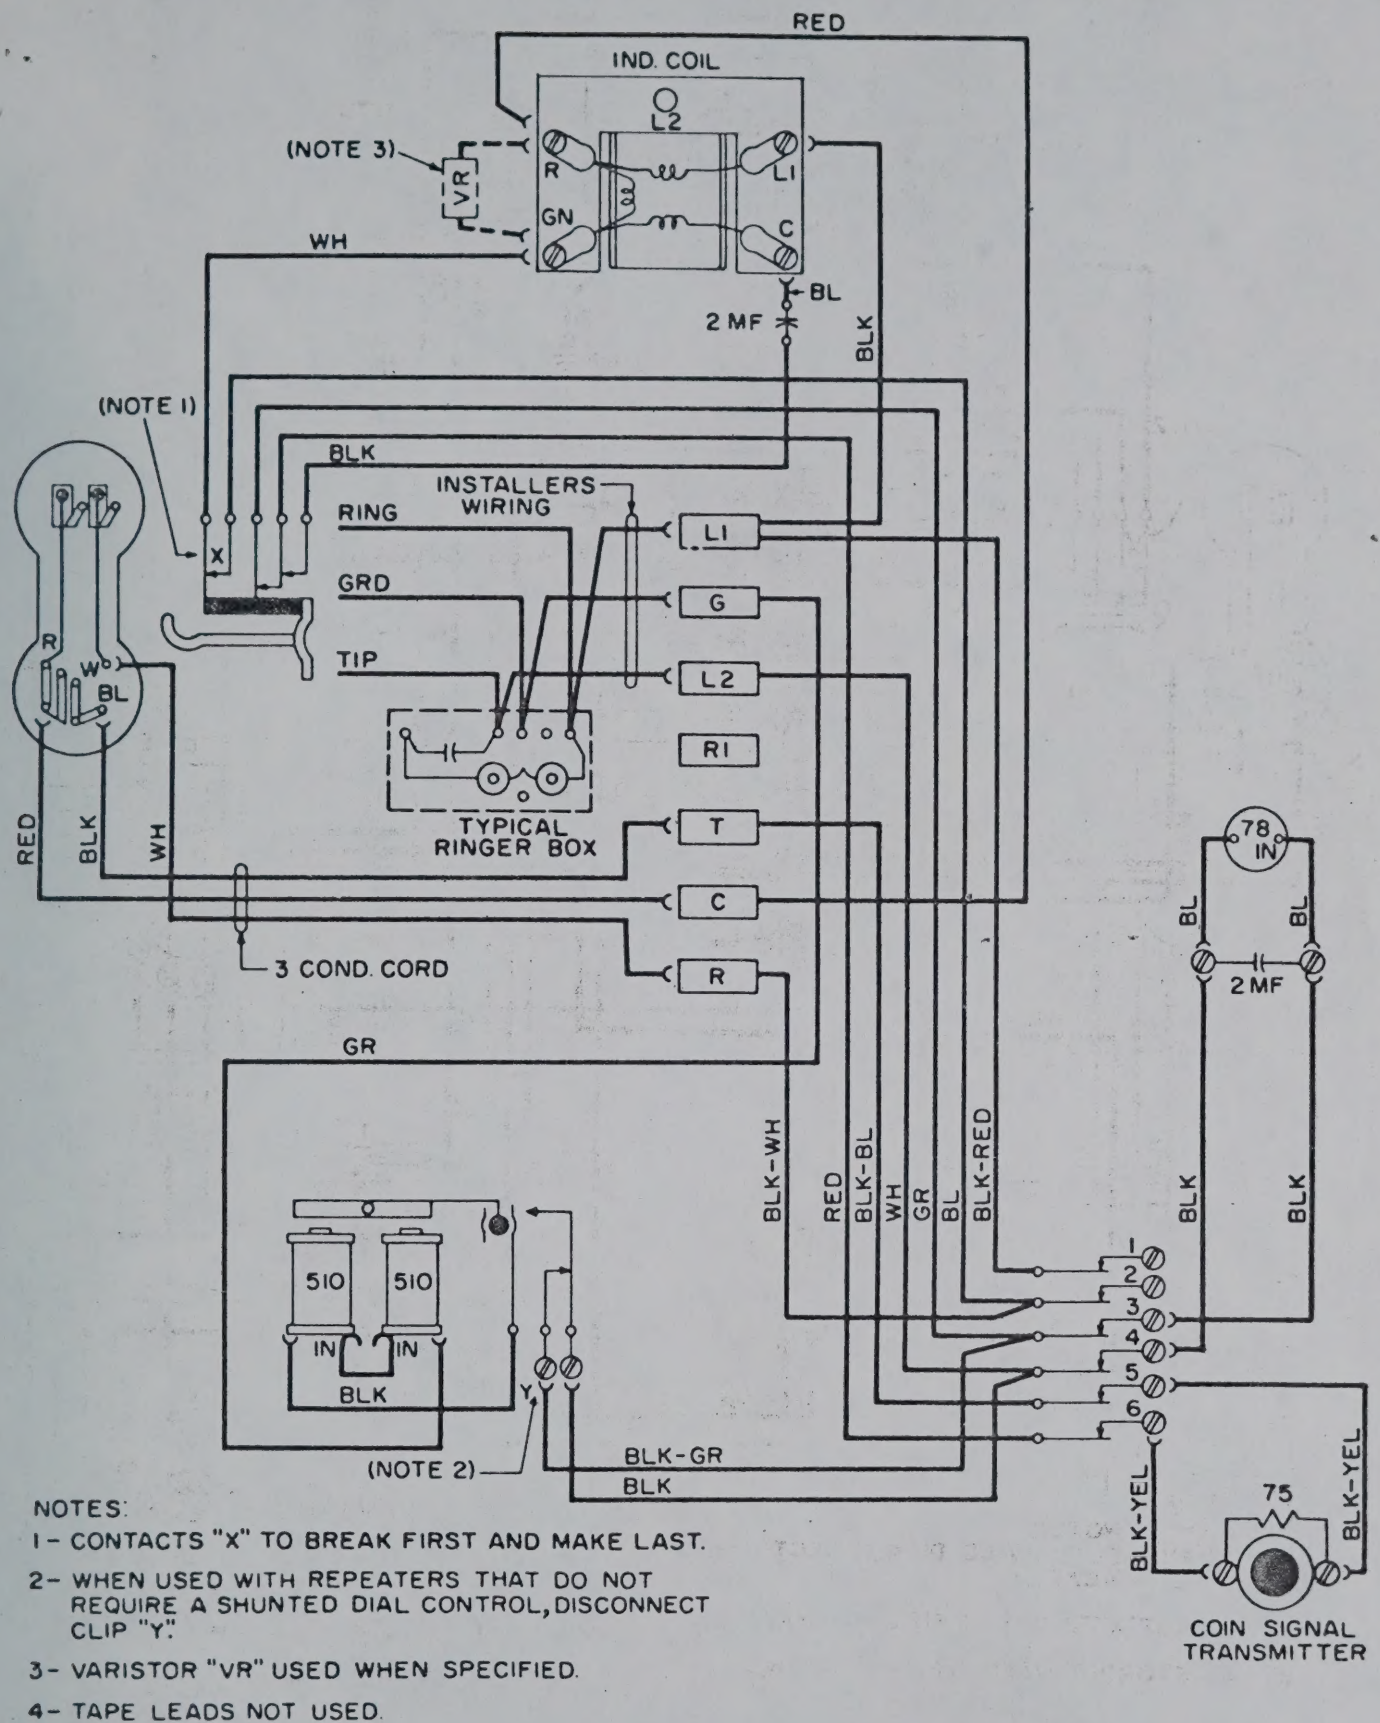 RED
IND. COIL
L2
(NOTE 3)
VR
R
L1
GN
C
WH
BL
2 MF
BLK
(NOTE 1)
BLK
INSTALLERS
WIRING
RING
X
L1
GRD
G
TIP
L2
R
W
BL
R1
TYPICAL
RINGER BOX
T
RED
BLK
WH
C
3 COND. CORD
R
78
IN
BL
BL
2 MF
GR
BLK-WH
RED
BLK-BL
WH
GR
BL
BLK-RED
BLK
BLK
510
510
IN
IN
BLK
Y
(NOTE 2)
BLK-GR
BLK
1
2
3
4
5
6
BLK-YEL
BLK-YEL
75
COIN SIGNAL
TRANSMITTER
NOTES:
1- CONTACTS "X" TO BREAK FIRST AND MAKE LAST.
2- WHEN USED WITH REPEATERS THAT DO NOT
REQUIRE A SHUNTED DIAL CONTROL, DISCONNECT
CLIP "Y".
3- VARISTOR "VR" USED WHEN SPECIFIED.
4- TAPE LEADS NOT USED.